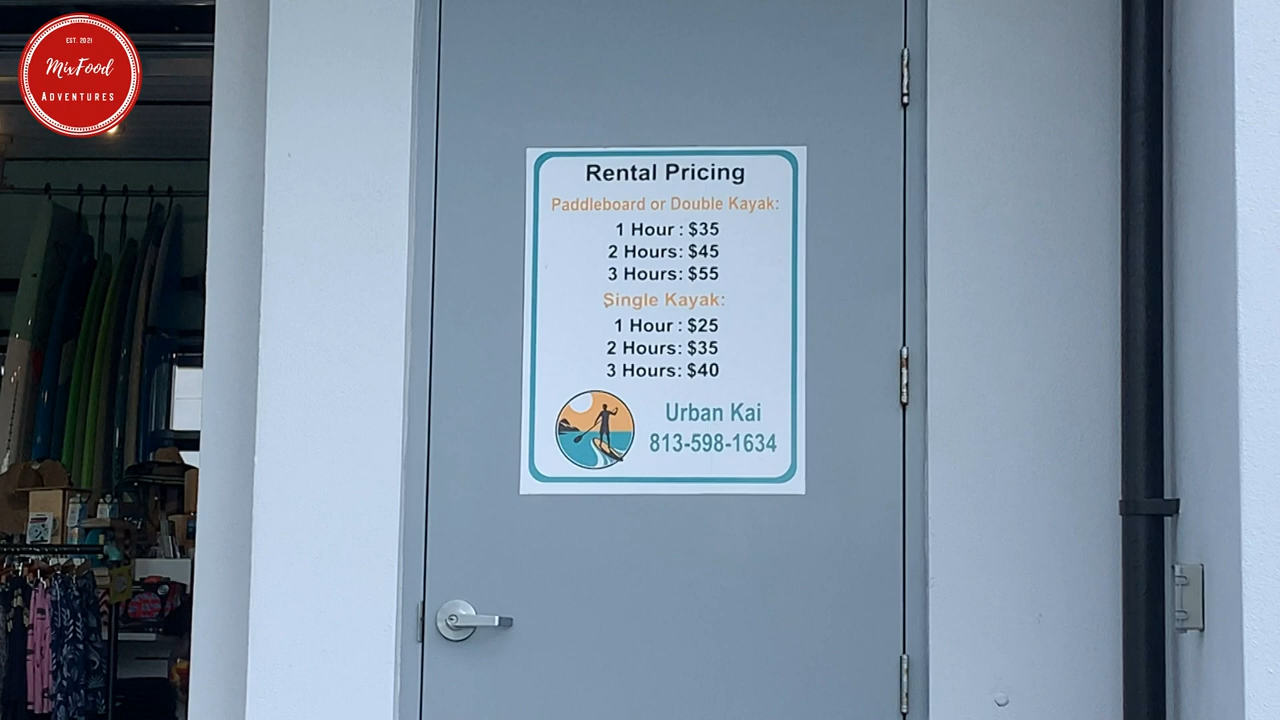 EST. 2021
MixFood
ADVENTURES
Rental Pricing
Paddleboard or Double Kayak:
1 Hour : $35
2 Hours: $45
3 Hours: $55
Single Kayak:
1 Hour : $25
2 Hours: $35
3 Hours: $40
Urban Kai
813-598-1634